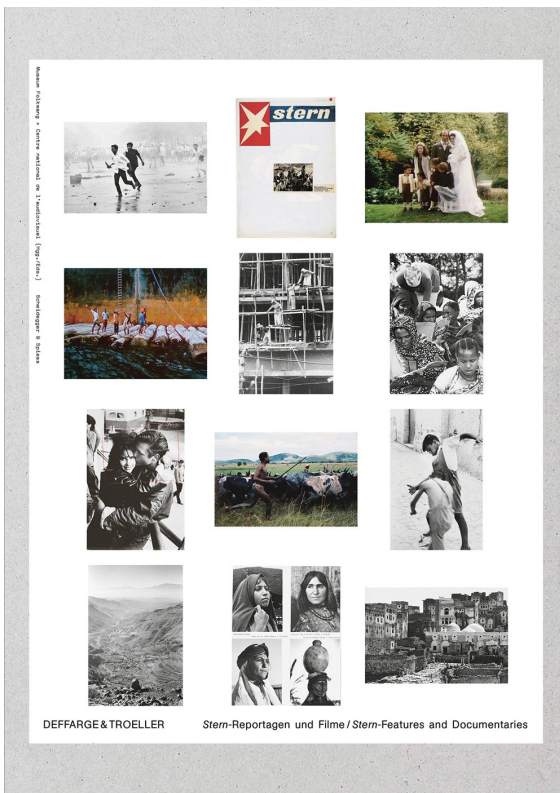 Museum Folkwang + Centre national de l'audiovisuel [Hgg./Eds.] Scheidegger & Spiess
stern
DEFFARGE & TROELLER Stern-Reportagen und Filme / Stern-Features and Documentaries